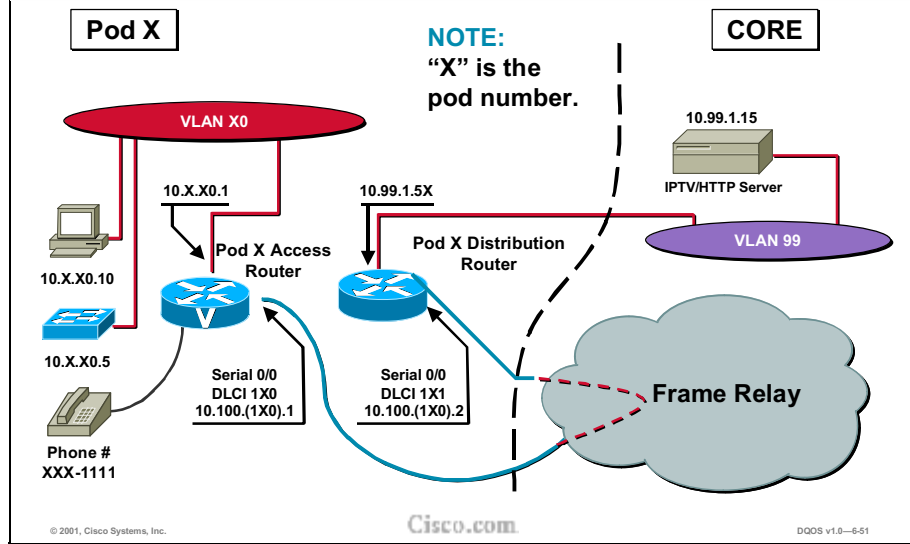 Pod X
NOTE:
“X” is the
pod number.
CORE
VLAN X0
10.99.1.15
IPTV/HTTP Server
10.X.X0.1
10.99.1.5X
VLAN 99
Pod X Access
Router
Pod X Distribution
Router
10.X.X0.10
V
10.X.X0.5
Serial 0/0
DLCI 1X0
10.100.(1X0).1
Serial 0/0
DLCI 1X1
10.100.(1X0).2
Frame Relay
Phone #
XXX-1111
© 2001, Cisco Systems, Inc.
Cisco.com
DQOS v1.0—6-51